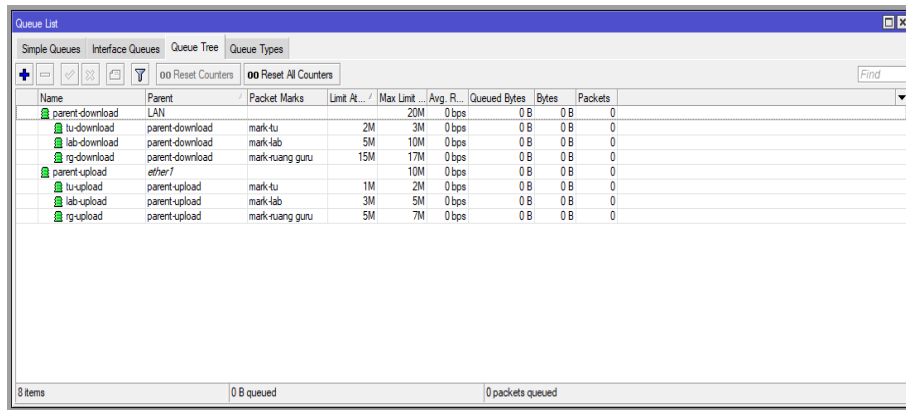 Queue List
Simple Queues Interface Queues Queue Tree Queue Types
00 Reset Counters 00 Reset All Counters Find
Name Parent Packet Marks Limit At... Max Limit ... Avg. R... Queued Bytes Bytes Packets
parent-download LAN 20M 0 bps 0 B 0 B 0
tu-download parent-download mark-tu 2M 3M 0 bps 0 B 0 B 0
lab-download parent-download mark-lab 5M 10M 0 bps 0 B 0 B 0
rg-download parent-download mark-ruang guru 15M 17M 0 bps 0 B 0 B 0
parent-upload ether1 10M 0 bps 0 B 0 B 0
tu-upload parent-upload mark-tu 1M 2M 0 bps 0 B 0 B 0
lab-upload parent-upload mark-lab 3M 5M 0 bps 0 B 0 B 0
rg-upload parent-upload mark-ruang guru 5M 7M 0 bps 0 B 0 B 0
8 items 0 B queued 0 packets queued